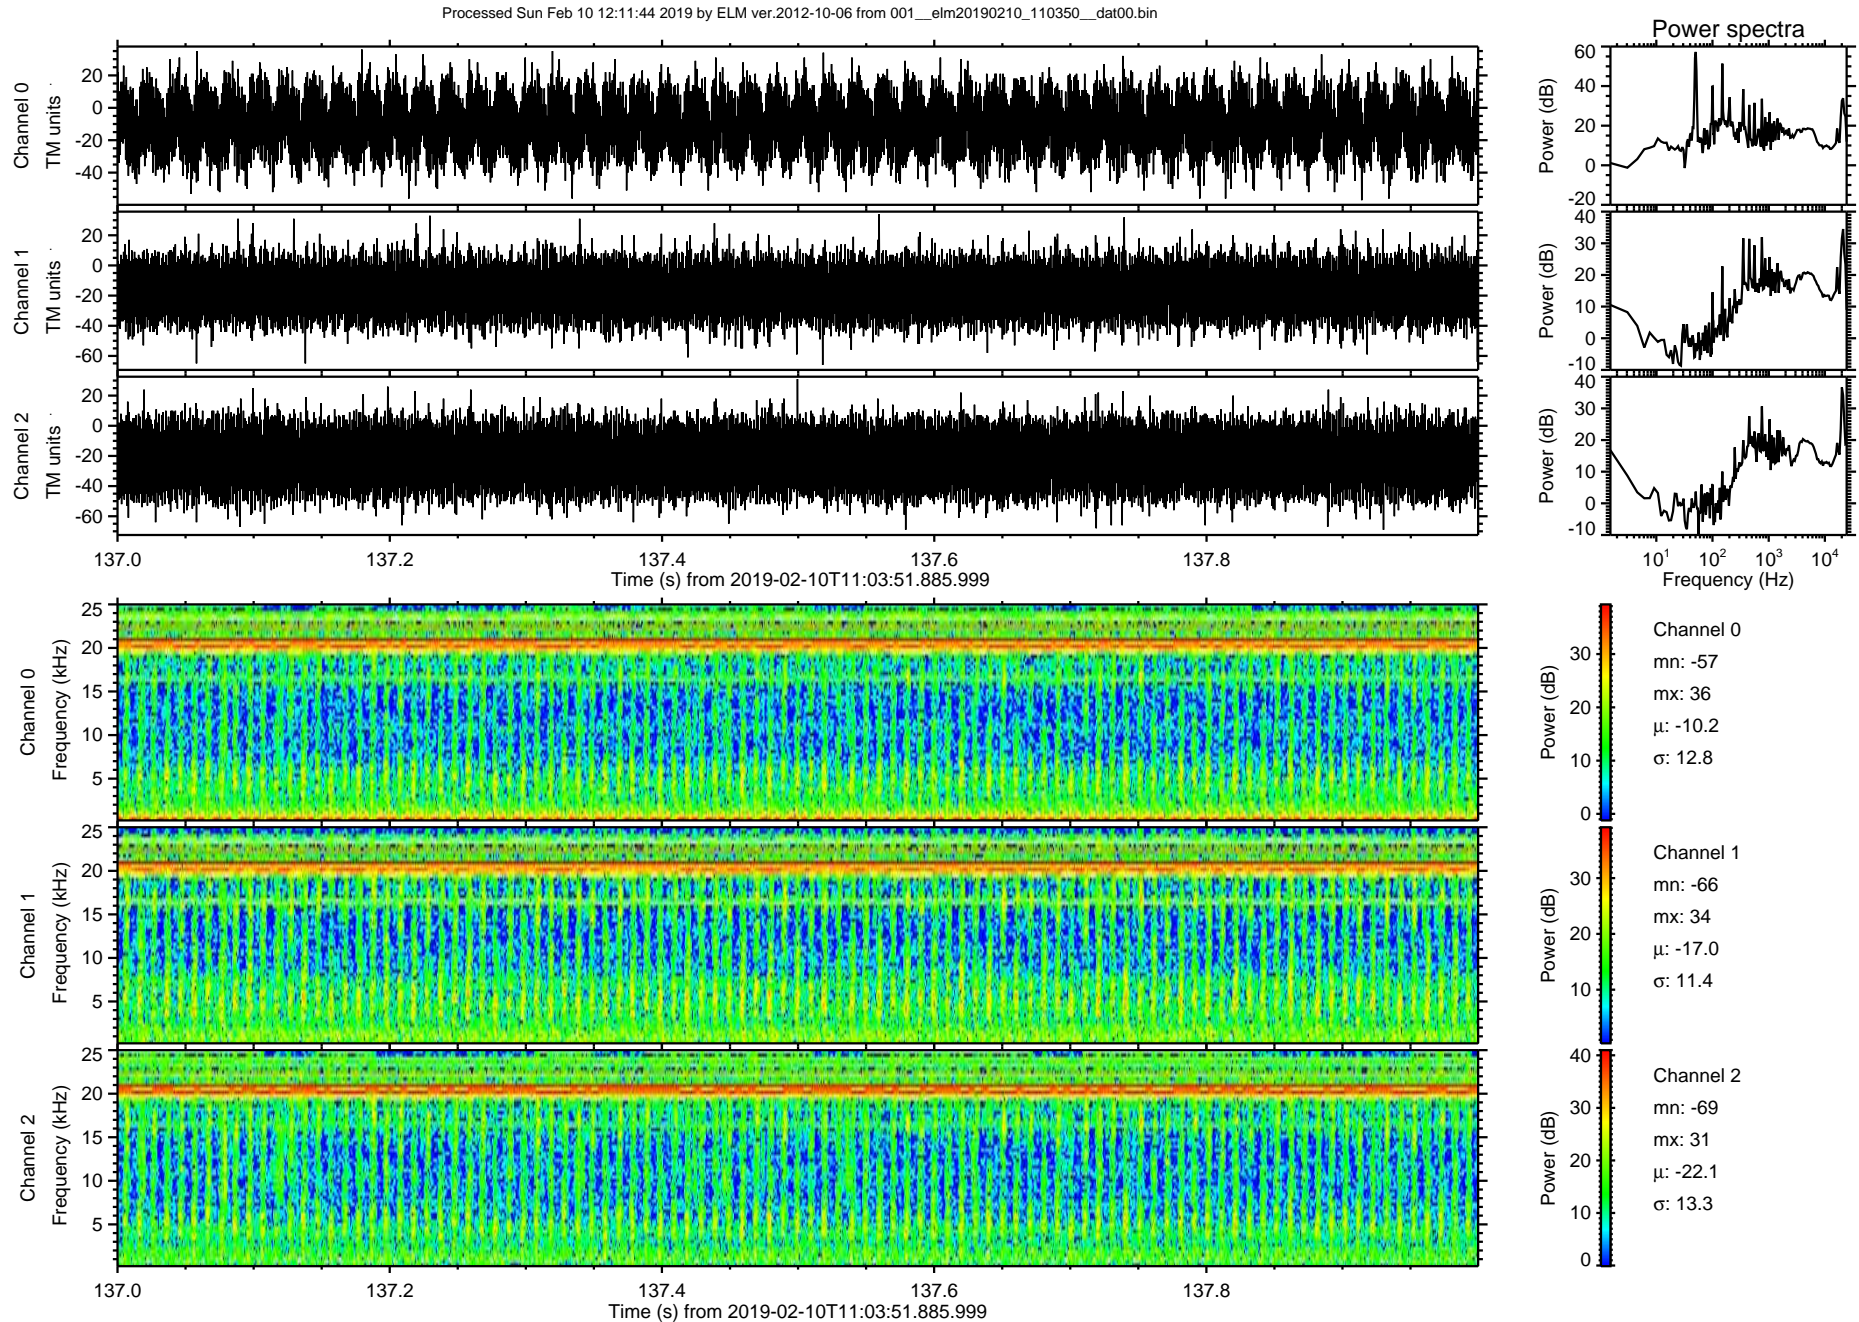 Processed Sun Feb 10 12:11:44 2019 by ELM ver.2012-10-06 from 001__elm20190210_110350__dat00.bin
Power spectra
Channel 0
TM units
20
0
-20
-40
Power (dB)
60
40
20
0
-20
Channel 1
TM units
20
0
-20
-40
-60
Power (dB)
40
30
20
10
0
-10
Channel 2
TM units
20
0
-20
-40
-60
Power (dB)
40
30
20
10
0
-10
137.0 137.2 137.4 137.6 137.8
Time (s) from 2019-02-10T11:03:51.885.999
10¹ 10² 10³ 10⁴
Frequency (Hz)
Channel 0
Frequency (kHz)
25
20
15
10
5
Power (dB)
30
20
10
0
Channel 0
mn: -57
mx: 36
μ: -10.2
σ: 12.8
Channel 1
Frequency (kHz)
25
20
15
10
5
Power (dB)
30
20
10
Channel 1
mn: -66
mx: 34
μ: -17.0
σ: 11.4
Channel 2
Frequency (kHz)
25
20
15
10
5
Power (dB)
40
30
20
10
0
Channel 2
mn: -69
mx: 31
μ: -22.1
σ: 13.3
137.0 137.2 137.4 137.6 137.8
Time (s) from 2019-02-10T11:03:51.885.999